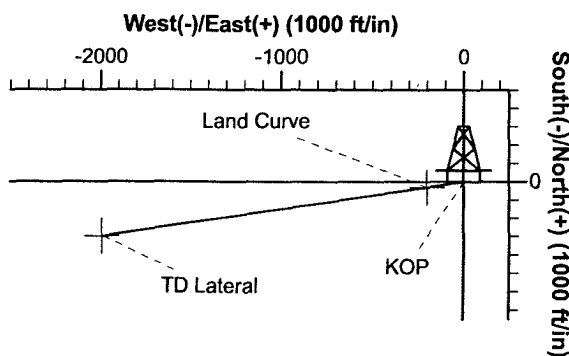 West(-)/East(+) (1000 ft/in)
-2000 -1000 0
Land Curve
0
KOP
TD Lateral
South(-)/North(+) (1000 ft/in)